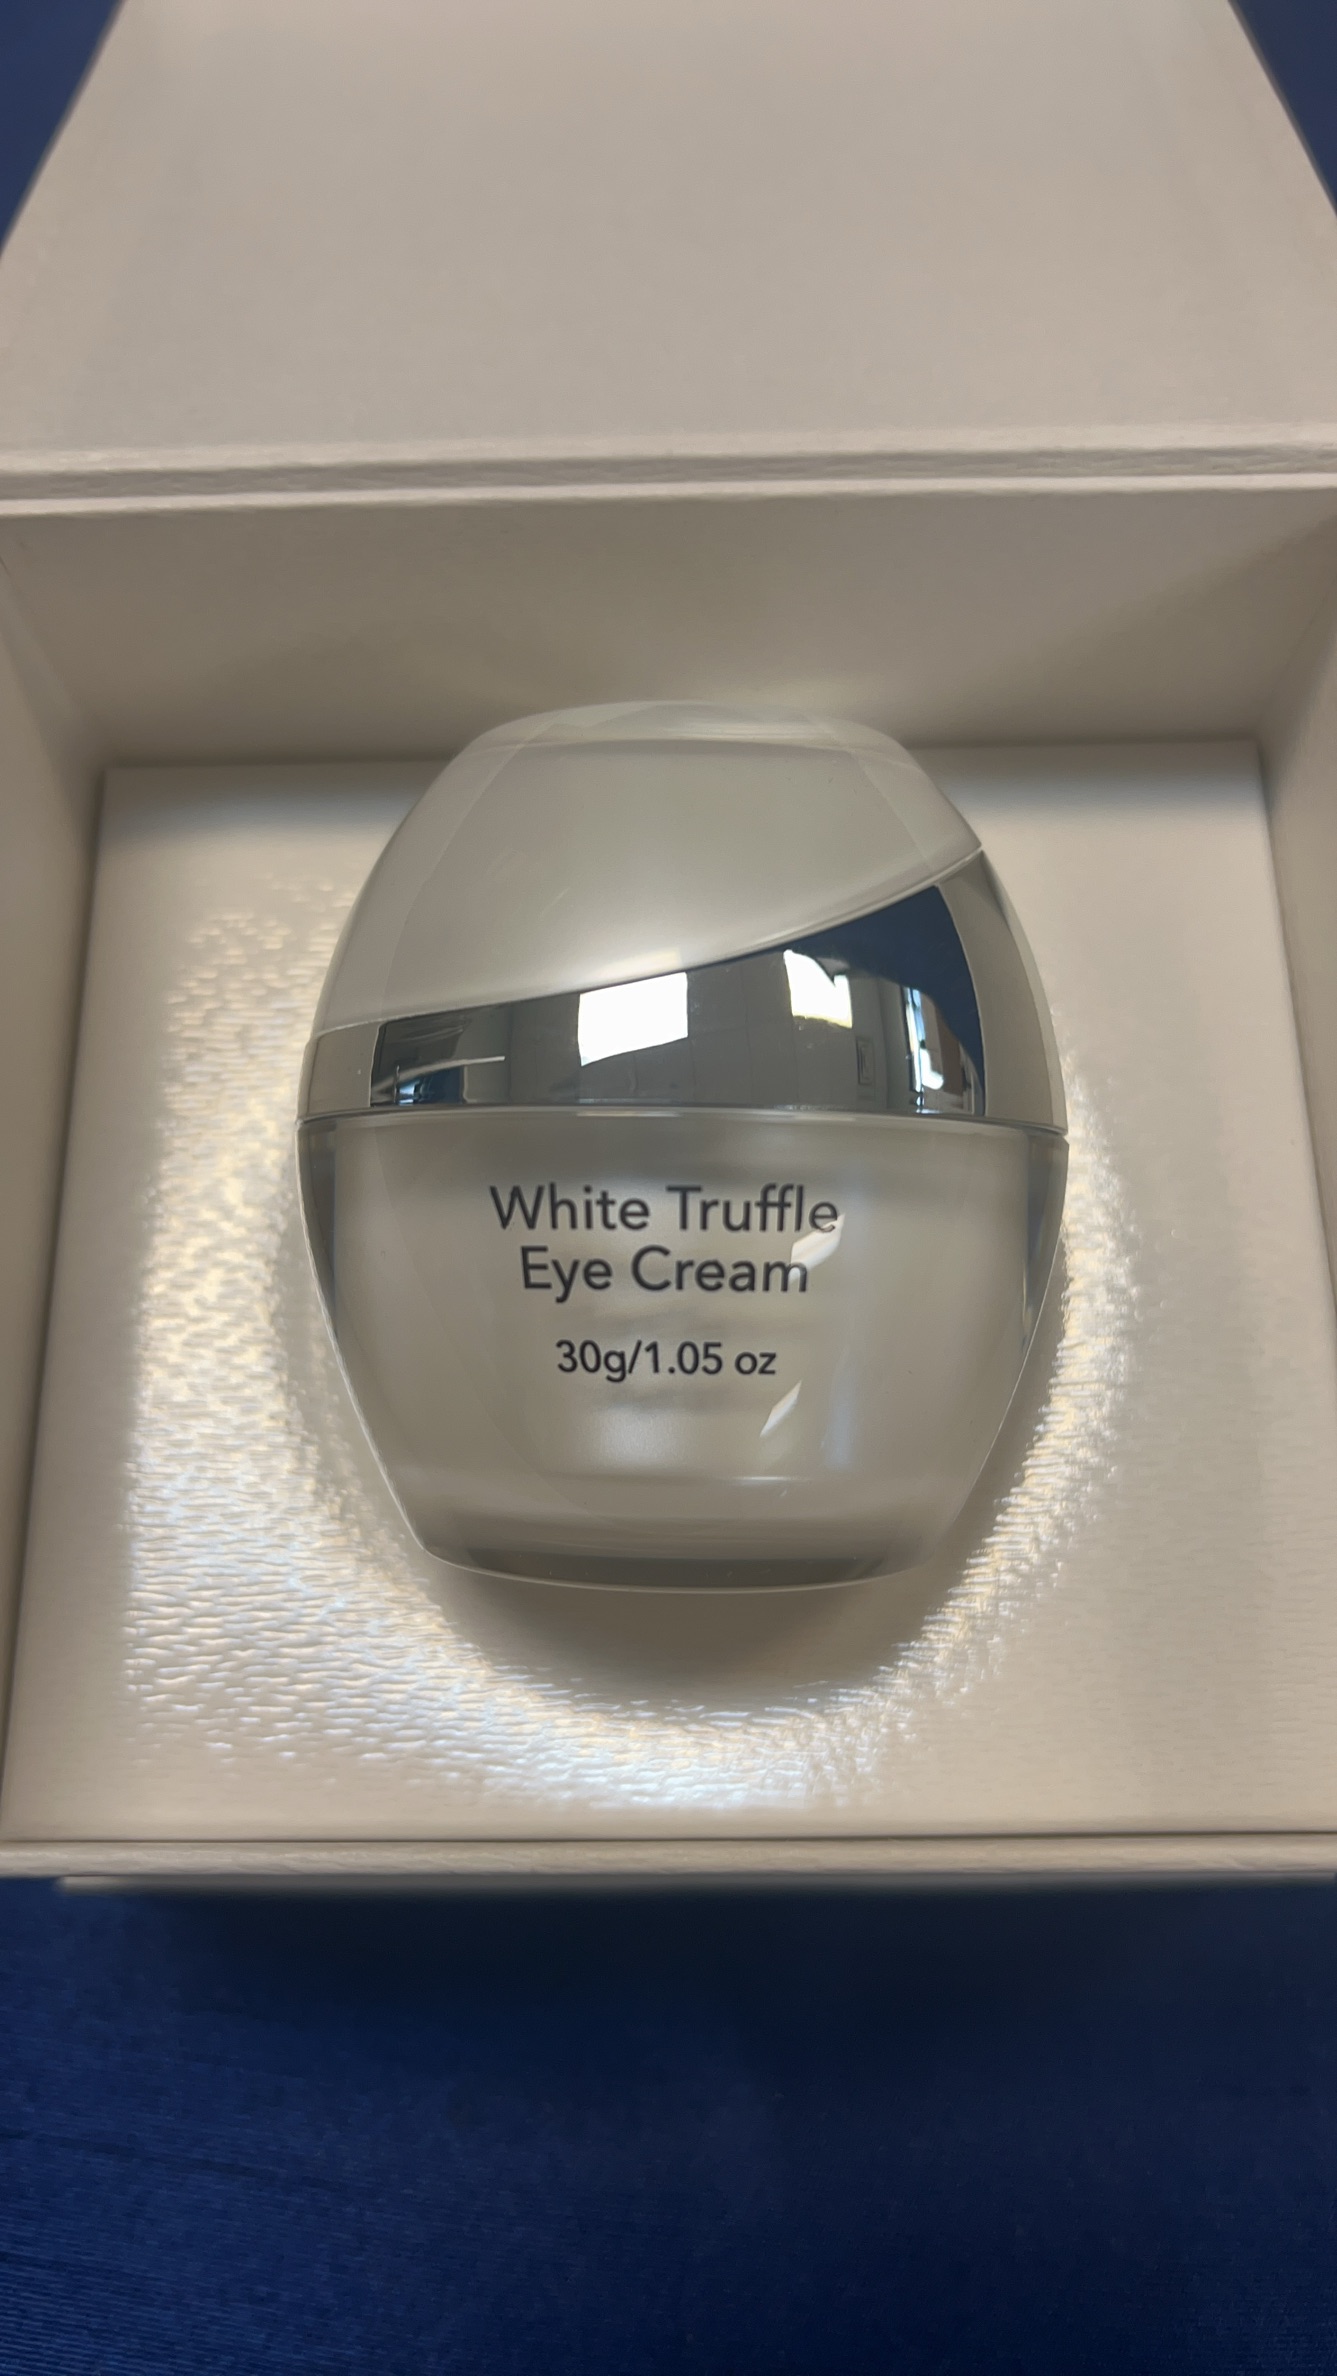 White Truffle
Eye Cream
30g/1.05 oz